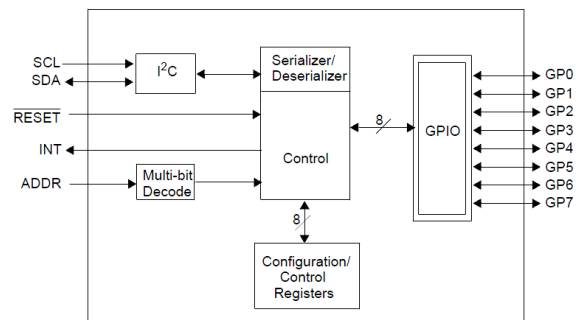 SCL
SDA
I²C
Serializer/
Deserializer
RESET
INT
ADDR
Multi-bit
Decode
Control
8
8
Configuration/
Control
Registers
GPIO
GP0
GP1
GP2
GP3
GP4
GP5
GP6
GP7